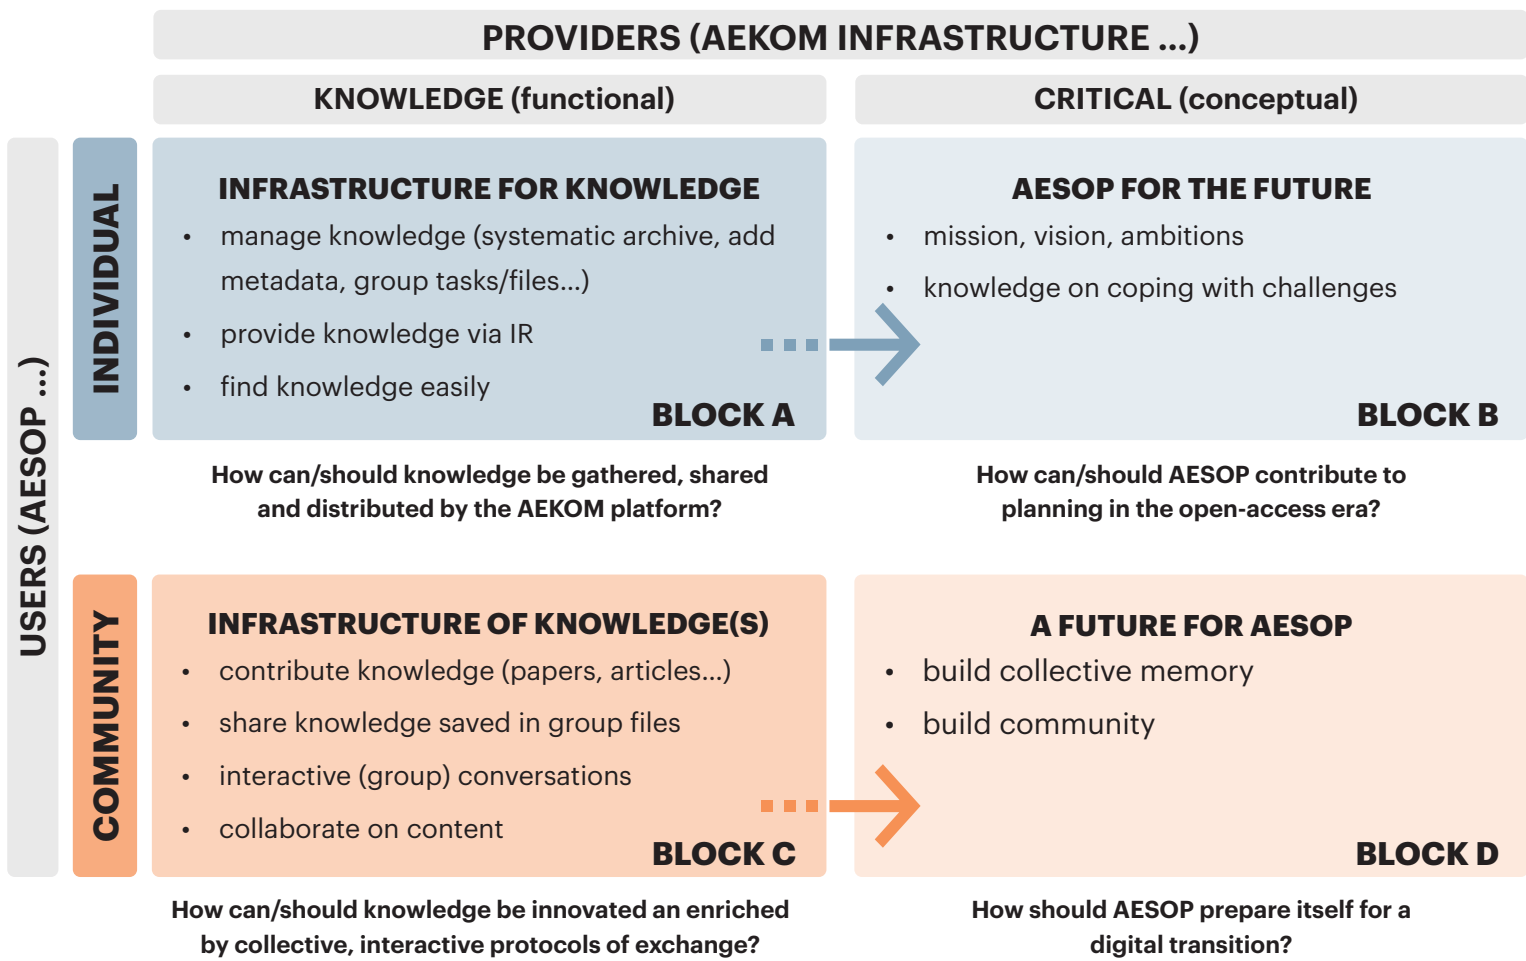 PROVIDERS (AEKOM INFRASTRUCTURE ...)
KNOWLEDGE (functional)
CRITICAL (conceptual)
USERS (AESOP ...)
INDIVIDUAL
INFRASTRUCTURE FOR KNOWLEDGE
• manage knowledge (systematic archive, add
metadata, group tasks/files...)
• provide knowledge via IR
• find knowledge easily
BLOCK A
How can/should knowledge be gathered, shared
and distributed by the AEKOM platform?
AESOP FOR THE FUTURE
• mission, vision, ambitions
• knowledge on coping with challenges
BLOCK B
How can/should AESOP contribute to
planning in the open-access era?
COMMUNITY
INFRASTRUCTURE OF KNOWLEDGE(S)
• contribute knowledge (papers, articles...)
• share knowledge saved in group files
• interactive (group) conversations
• collaborate on content
BLOCK C
How can/should knowledge be innovated an enriched
by collective, interactive protocols of exchange?
A FUTURE FOR AESOP
• build collective memory
• build community
BLOCK D
How should AESOP prepare itself for a
digital transition?